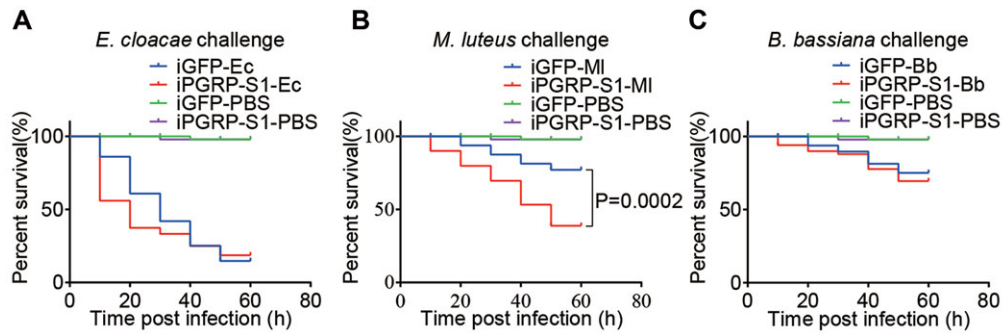 A
E. cloacae challenge
iGFP-Ec
iPGRP-S1-Ec
iGFP-PBS
iPGRP-S1-PBS
Percent survival(%)
100
50
0
0 20 40 60 80
Time post infection (h)
B
M. luteus challenge
iGFP-Ml
iPGRP-S1-Ml
iGFP-PBS
iPGRP-S1-PBS
Percent survival(%)
100
50
0
P=0.0002
0 20 40 60 80
Time post infection (h)
C
B. bassiana challenge
iGFP-Bb
iPGRP-S1-Bb
iGFP-PBS
iPGRP-S1-PBS
Percent survival(%)
100
50
0
0 20 40 60 80
Time post infection (h)